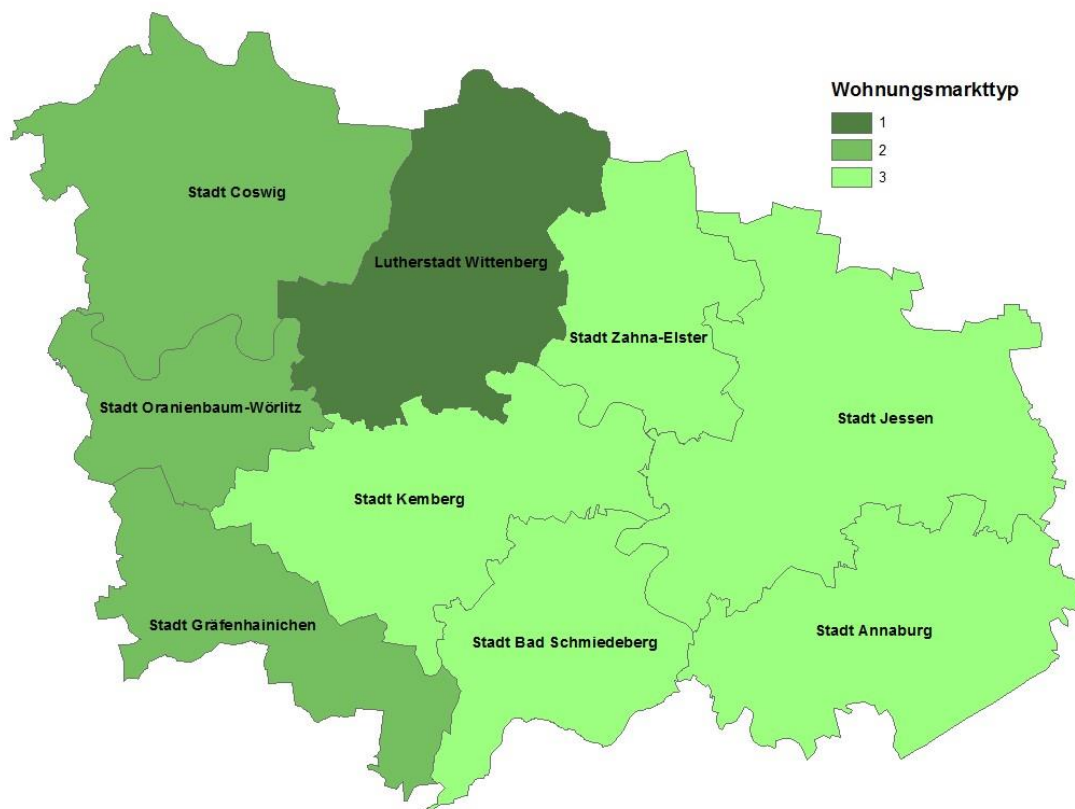 Wohnungsmarkttyp
1
2
3
Stadt Coswig
Lutherstadt Wittenberg
Stadt Zahna-Elster
Stadt Oranienbaum-Wörlitz
Stadt Jessen
Stadt Kemberg
Stadt Gräfenhainichen
Stadt Bad Schmiedeberg
Stadt Annaburg